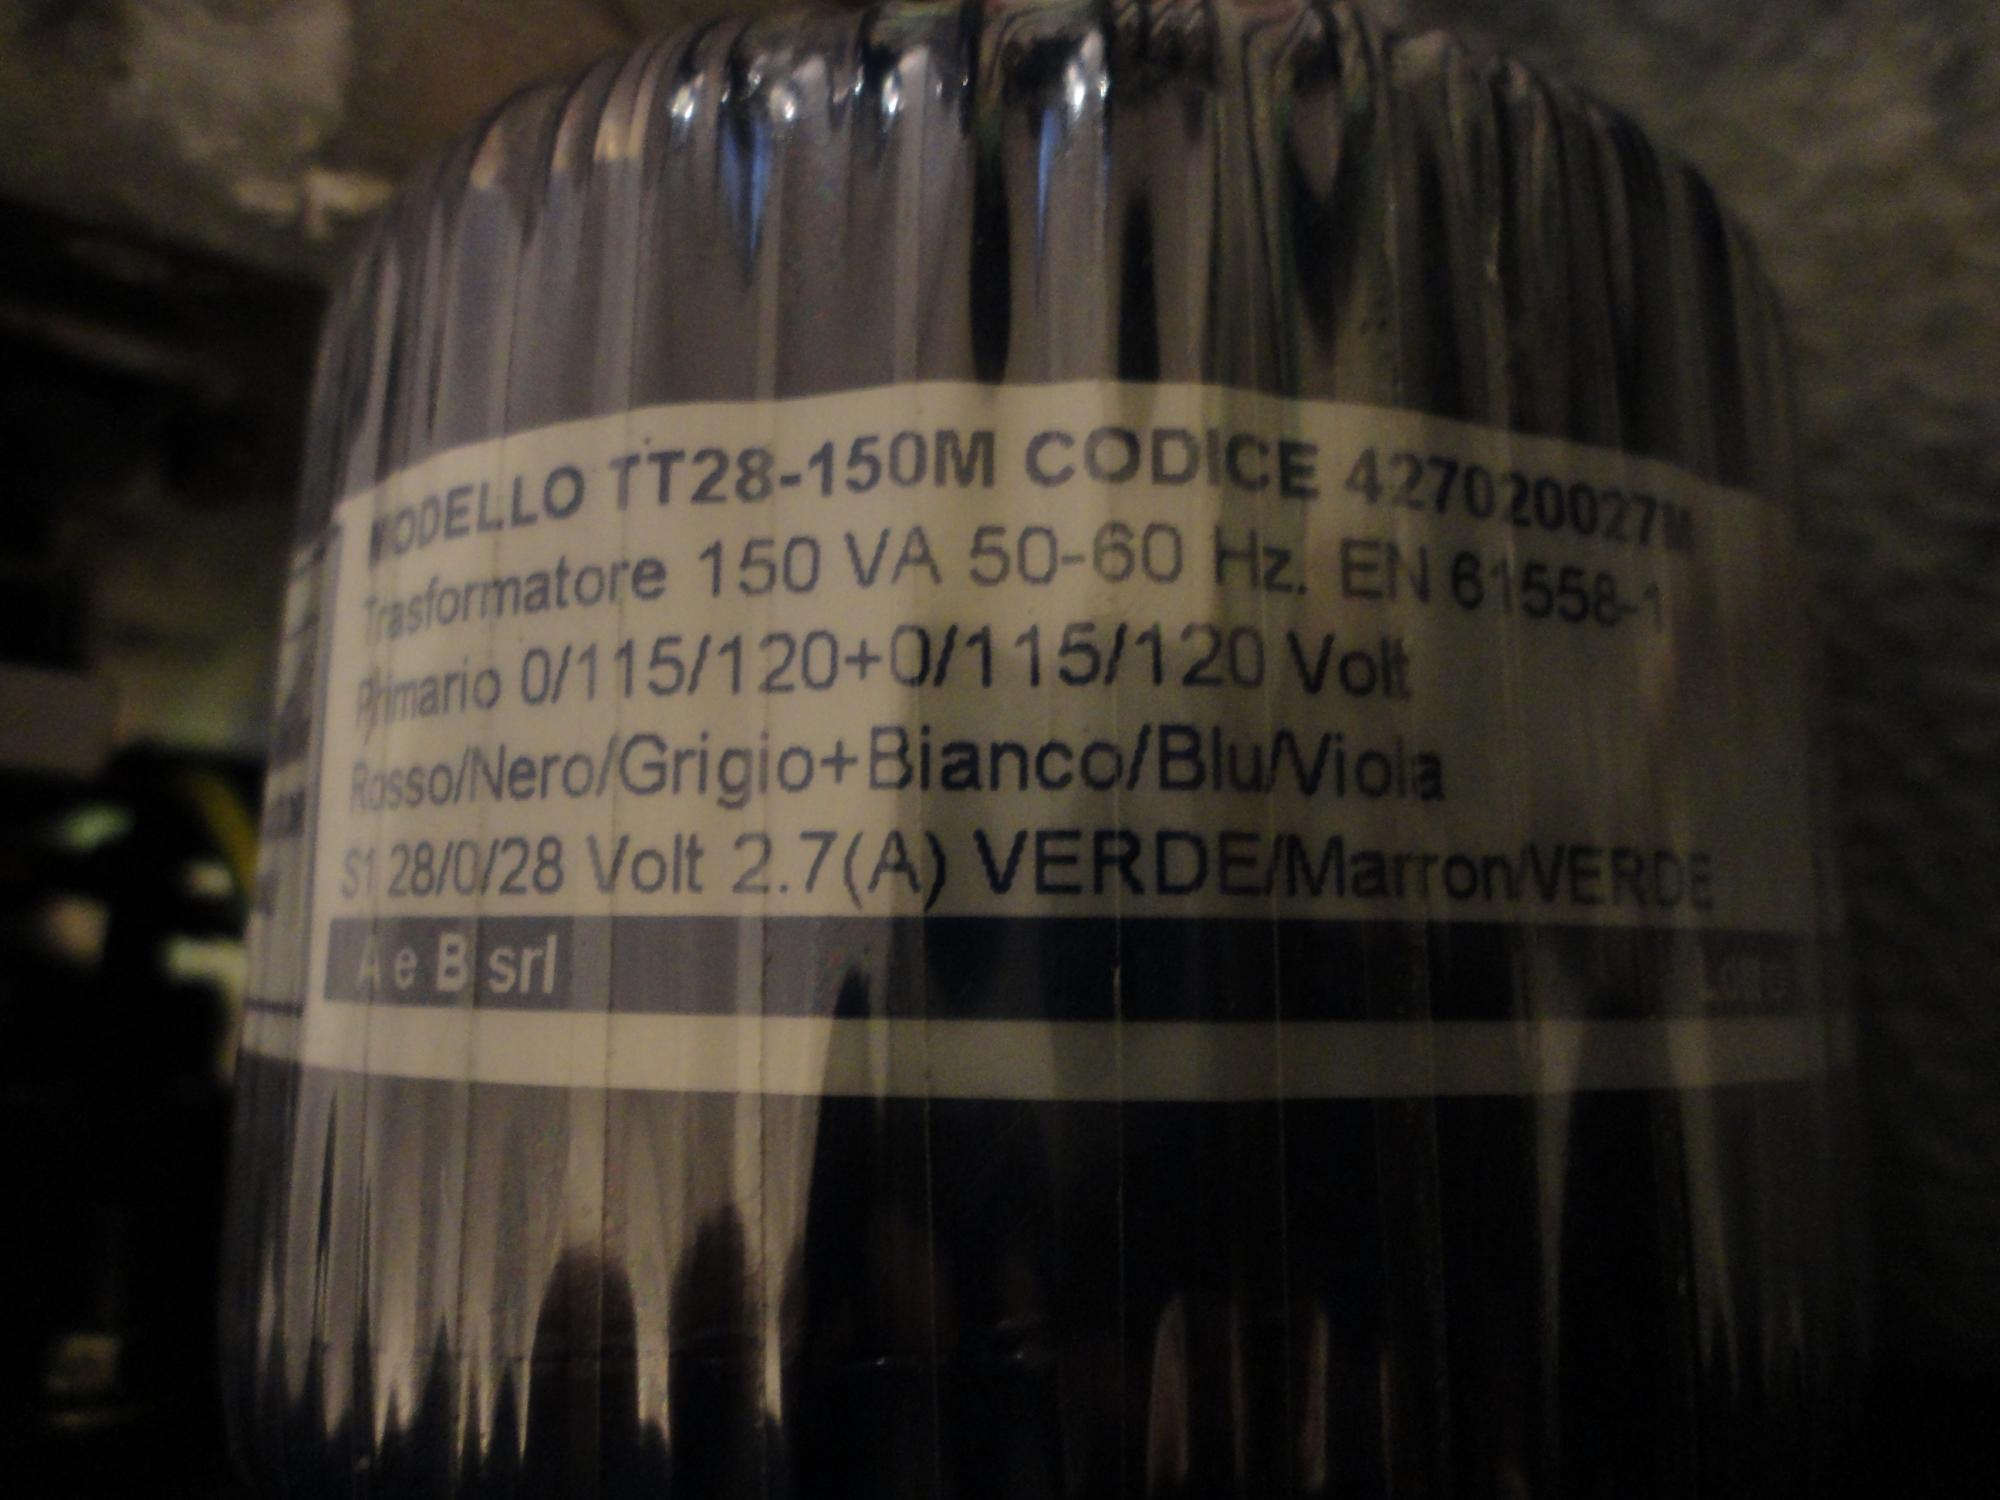 MODELLO TT28-150M CODICE 427020027M
Trasformatore 150 VA 50-60 Hz. EN 61558-1
Primario 0/115/120+0/115/120 Volt
Rosso/Nero/Grigio+Bianco/Blu/Viola
S1 28/0/28 Volt 2.7(A) VERDE/Marron/VERDE
A e B srl